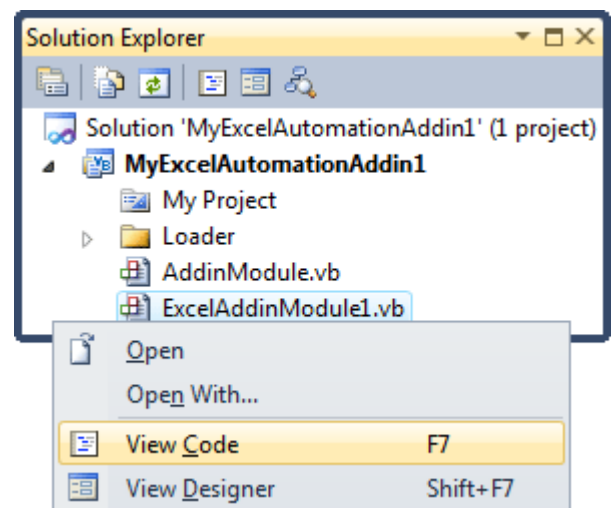 Solution Explorer
Solution 'MyExcelAutomationAddin1' (1 project)
VB MyExcelAutomationAddin1
My Project
Loader
AddinModule.vb
ExcelAddinModule1.vb
Open
Open With...
View Code F7
View Designer Shift+F7